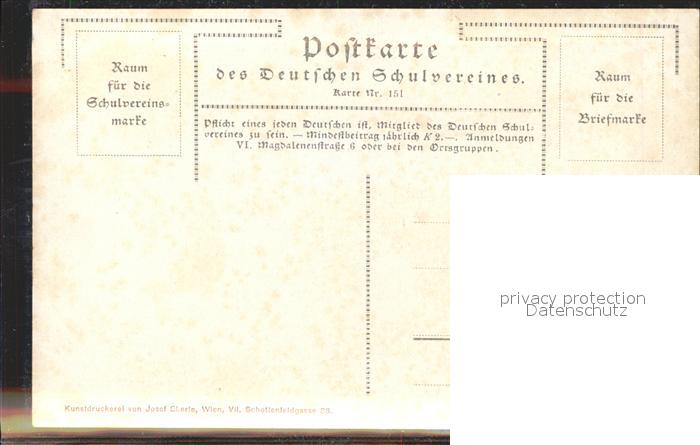 Postkarte
des Deutschen Schulvereines.
Karte Nr. 151
Raum
für die
Schulvereins-
marke
Raum
für die
Briefmarke
Pflicht eines jeden Deutschen ist, Mitglied des Deutschen Schul-
vereines zu sein. — Mindestbeitrag jährlich K 2.—. Anmeldungen
VI. Magdalenenstraße 6 oder bei den Ortsgruppen.
privacy protection
Datenschutz
Kunstdruckerei von Josef Eberle, Wien, VII. Schottenfeldgasse 38.